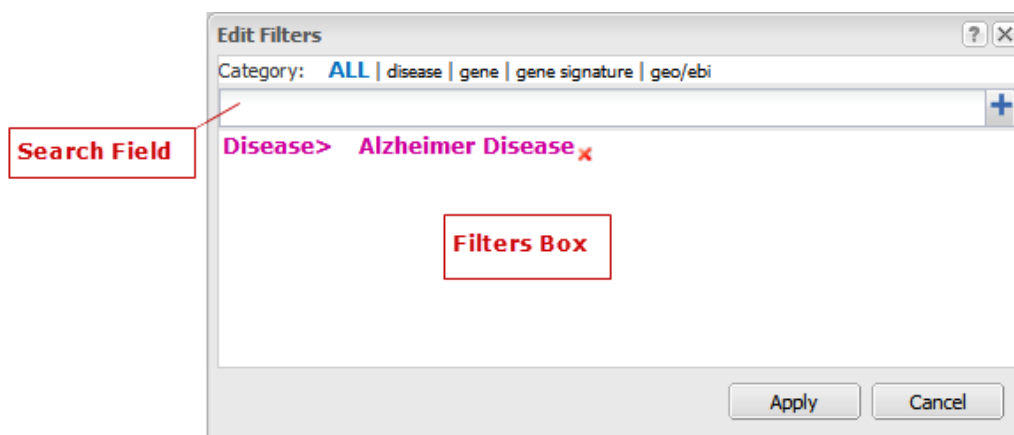 Edit Filters
Category: ALL | disease | gene | gene signature | geo/ebi
Search Field
Disease> Alzheimer Disease
Filters Box
Apply Cancel